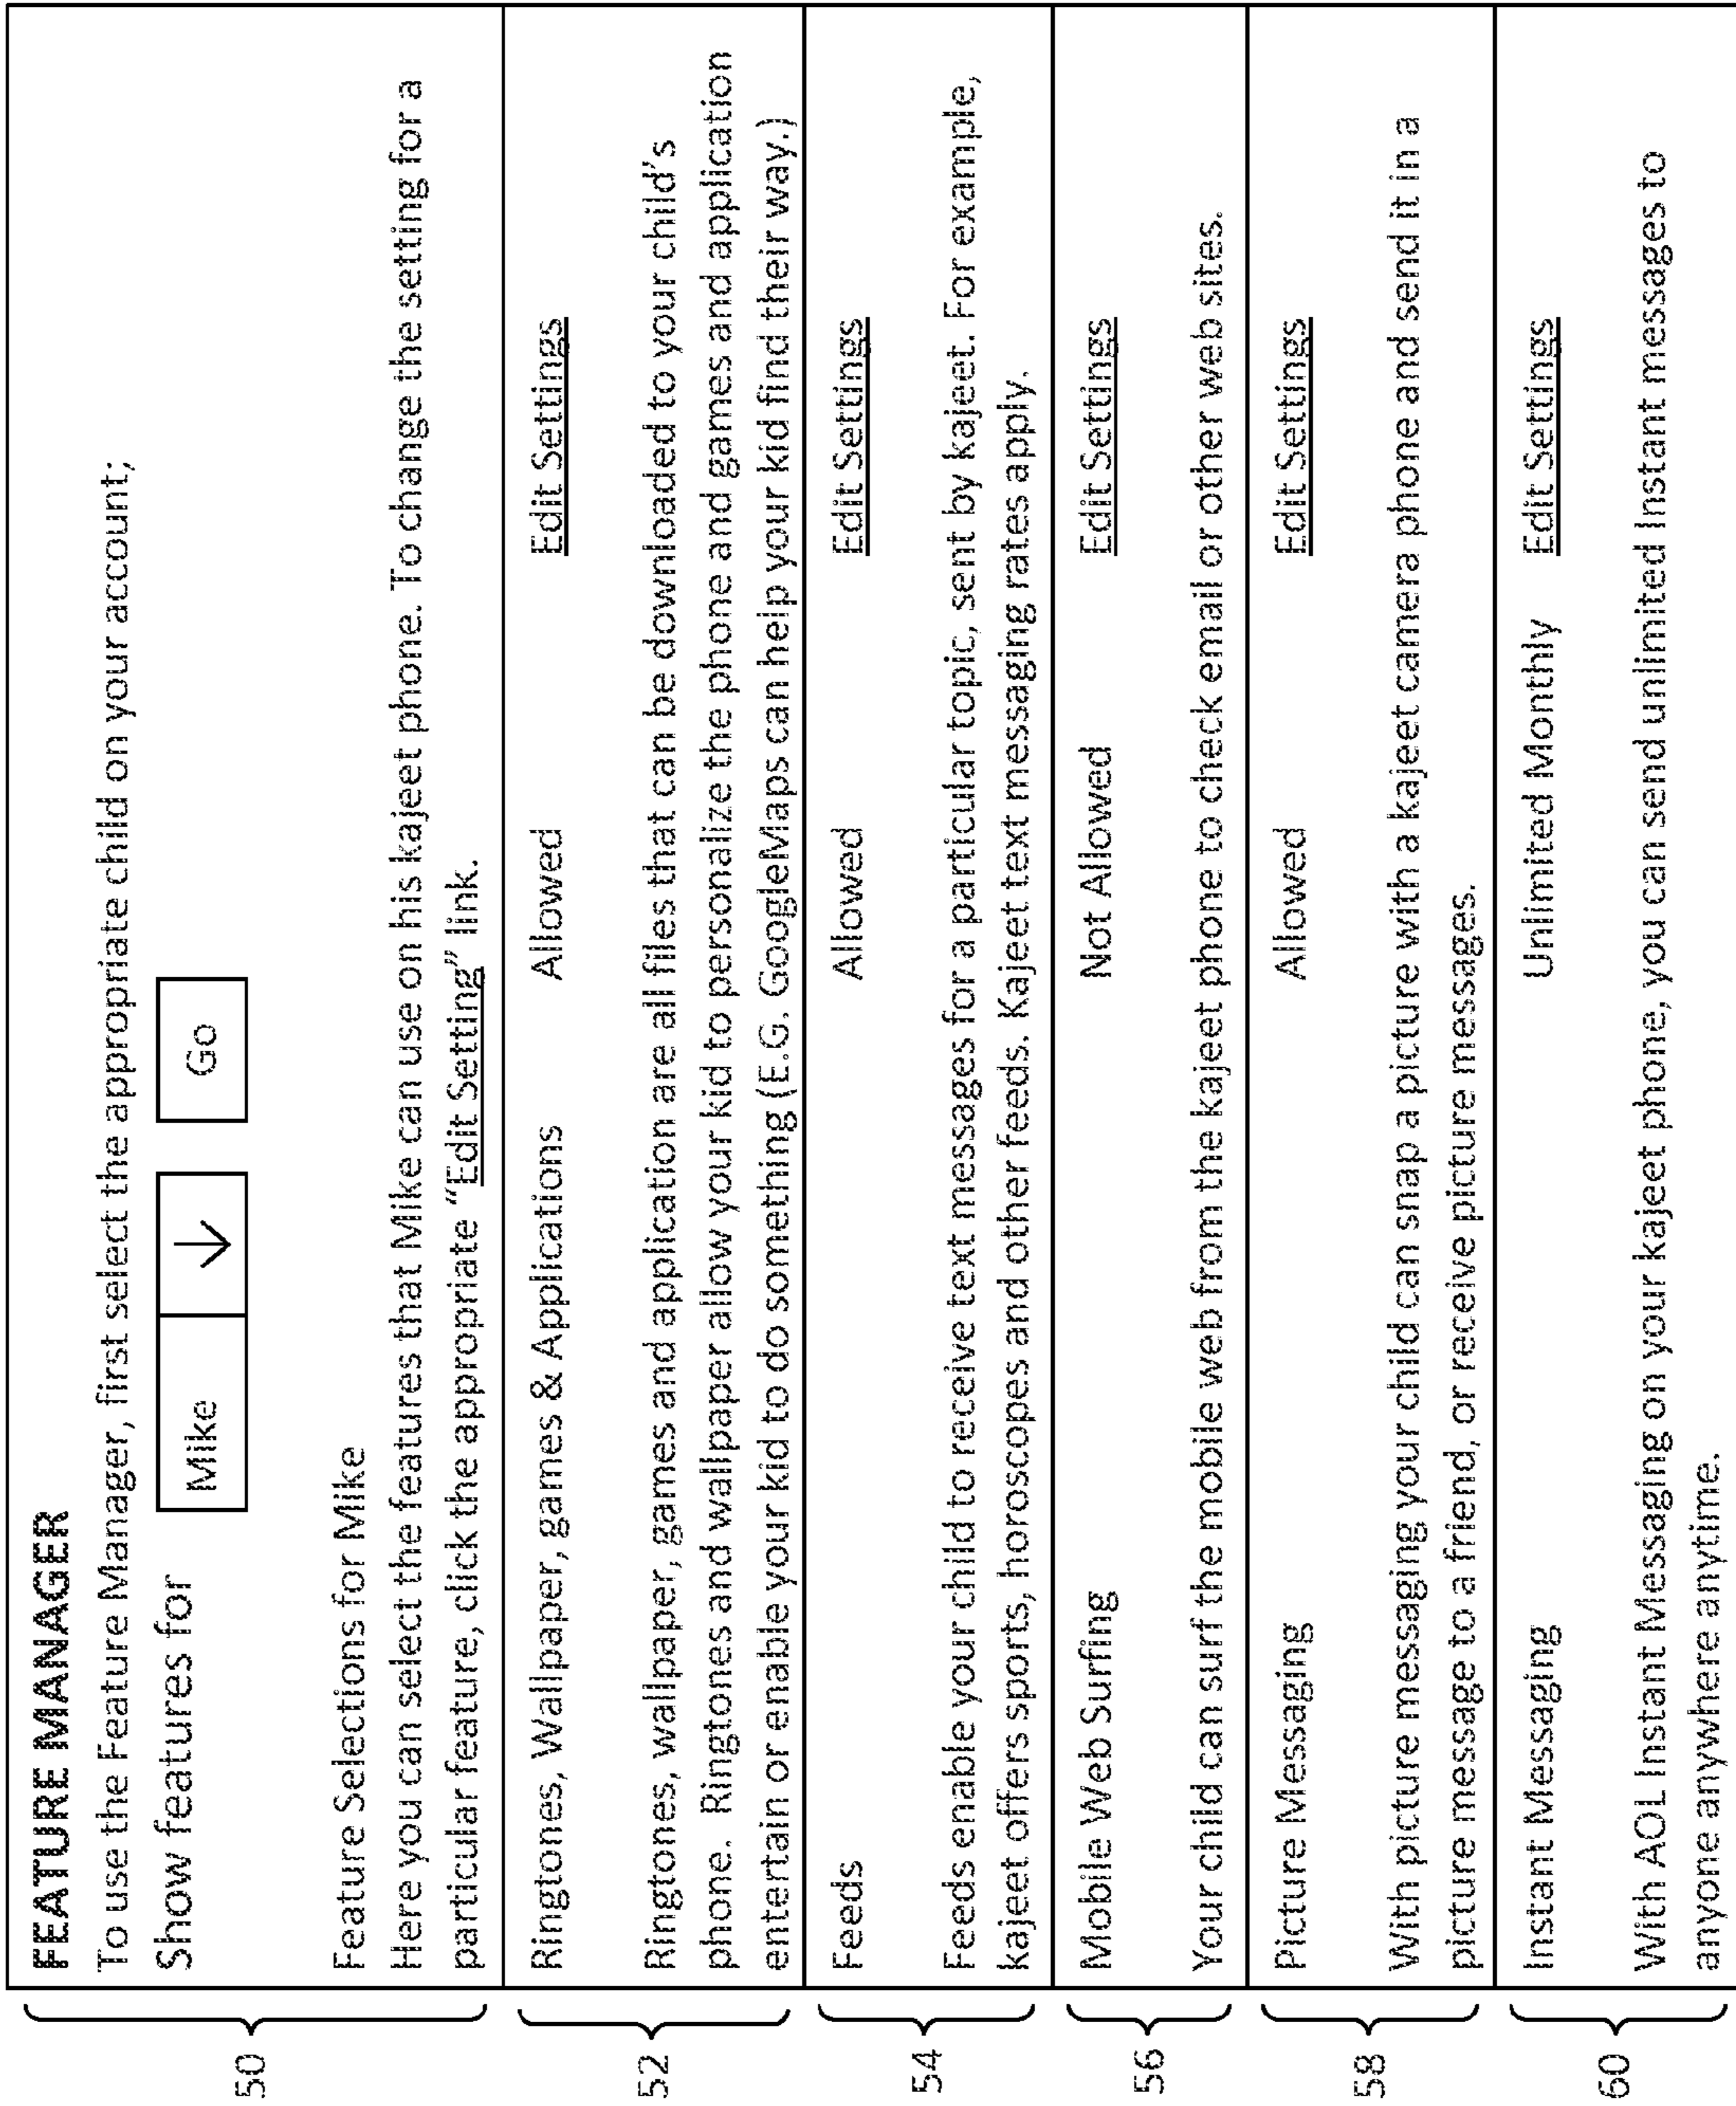 FEATURE MANAGER
To use the Feature Manager, first select the appropriate child on your account;
Show features for
Mike
Go
Feature Selections for Mike
Here you can select the features that Mike can use on his kajeet phone. To change the setting for a
particular feature, click the appropriate "Edit Setting" link.
50
Ringtones, Wallpaper, games & Applications Allowed Edit Settings
Ringtones, wallpaper, games and application are all files that can be downloaded to your child's
phone. Ringtones and wallpaper allow your kid to personalize the phone and games and application
entertain or enable your kid to do something (E.G. GoogleMaps can help your kid find their way.)
52
Feeds Allowed Edit Settings
Feeds enable your child to receive text messages for a particular topic, sent by kajeet. For example,
kajeet offers sports, horoscopes and other feeds. Kajeet text messaging rates apply.
54
Mobile Web Surfing Not Allowed Edit Settings
Your child can surf the mobile web from the kajeet phone to check email or other web sites.
56
Picture Messaging Allowed Edit Settings
With picture messaging your child can snap a picture with a kajeet camera phone and send it in a
picture message to a friend, or receive picture messages.
58
Instant Messaging Unlimited Monthly Edit Settings
With AOL Instant Messaging on your kajeet phone, you can send unlimited Instant messages to
anyone anywhere anytime.
60